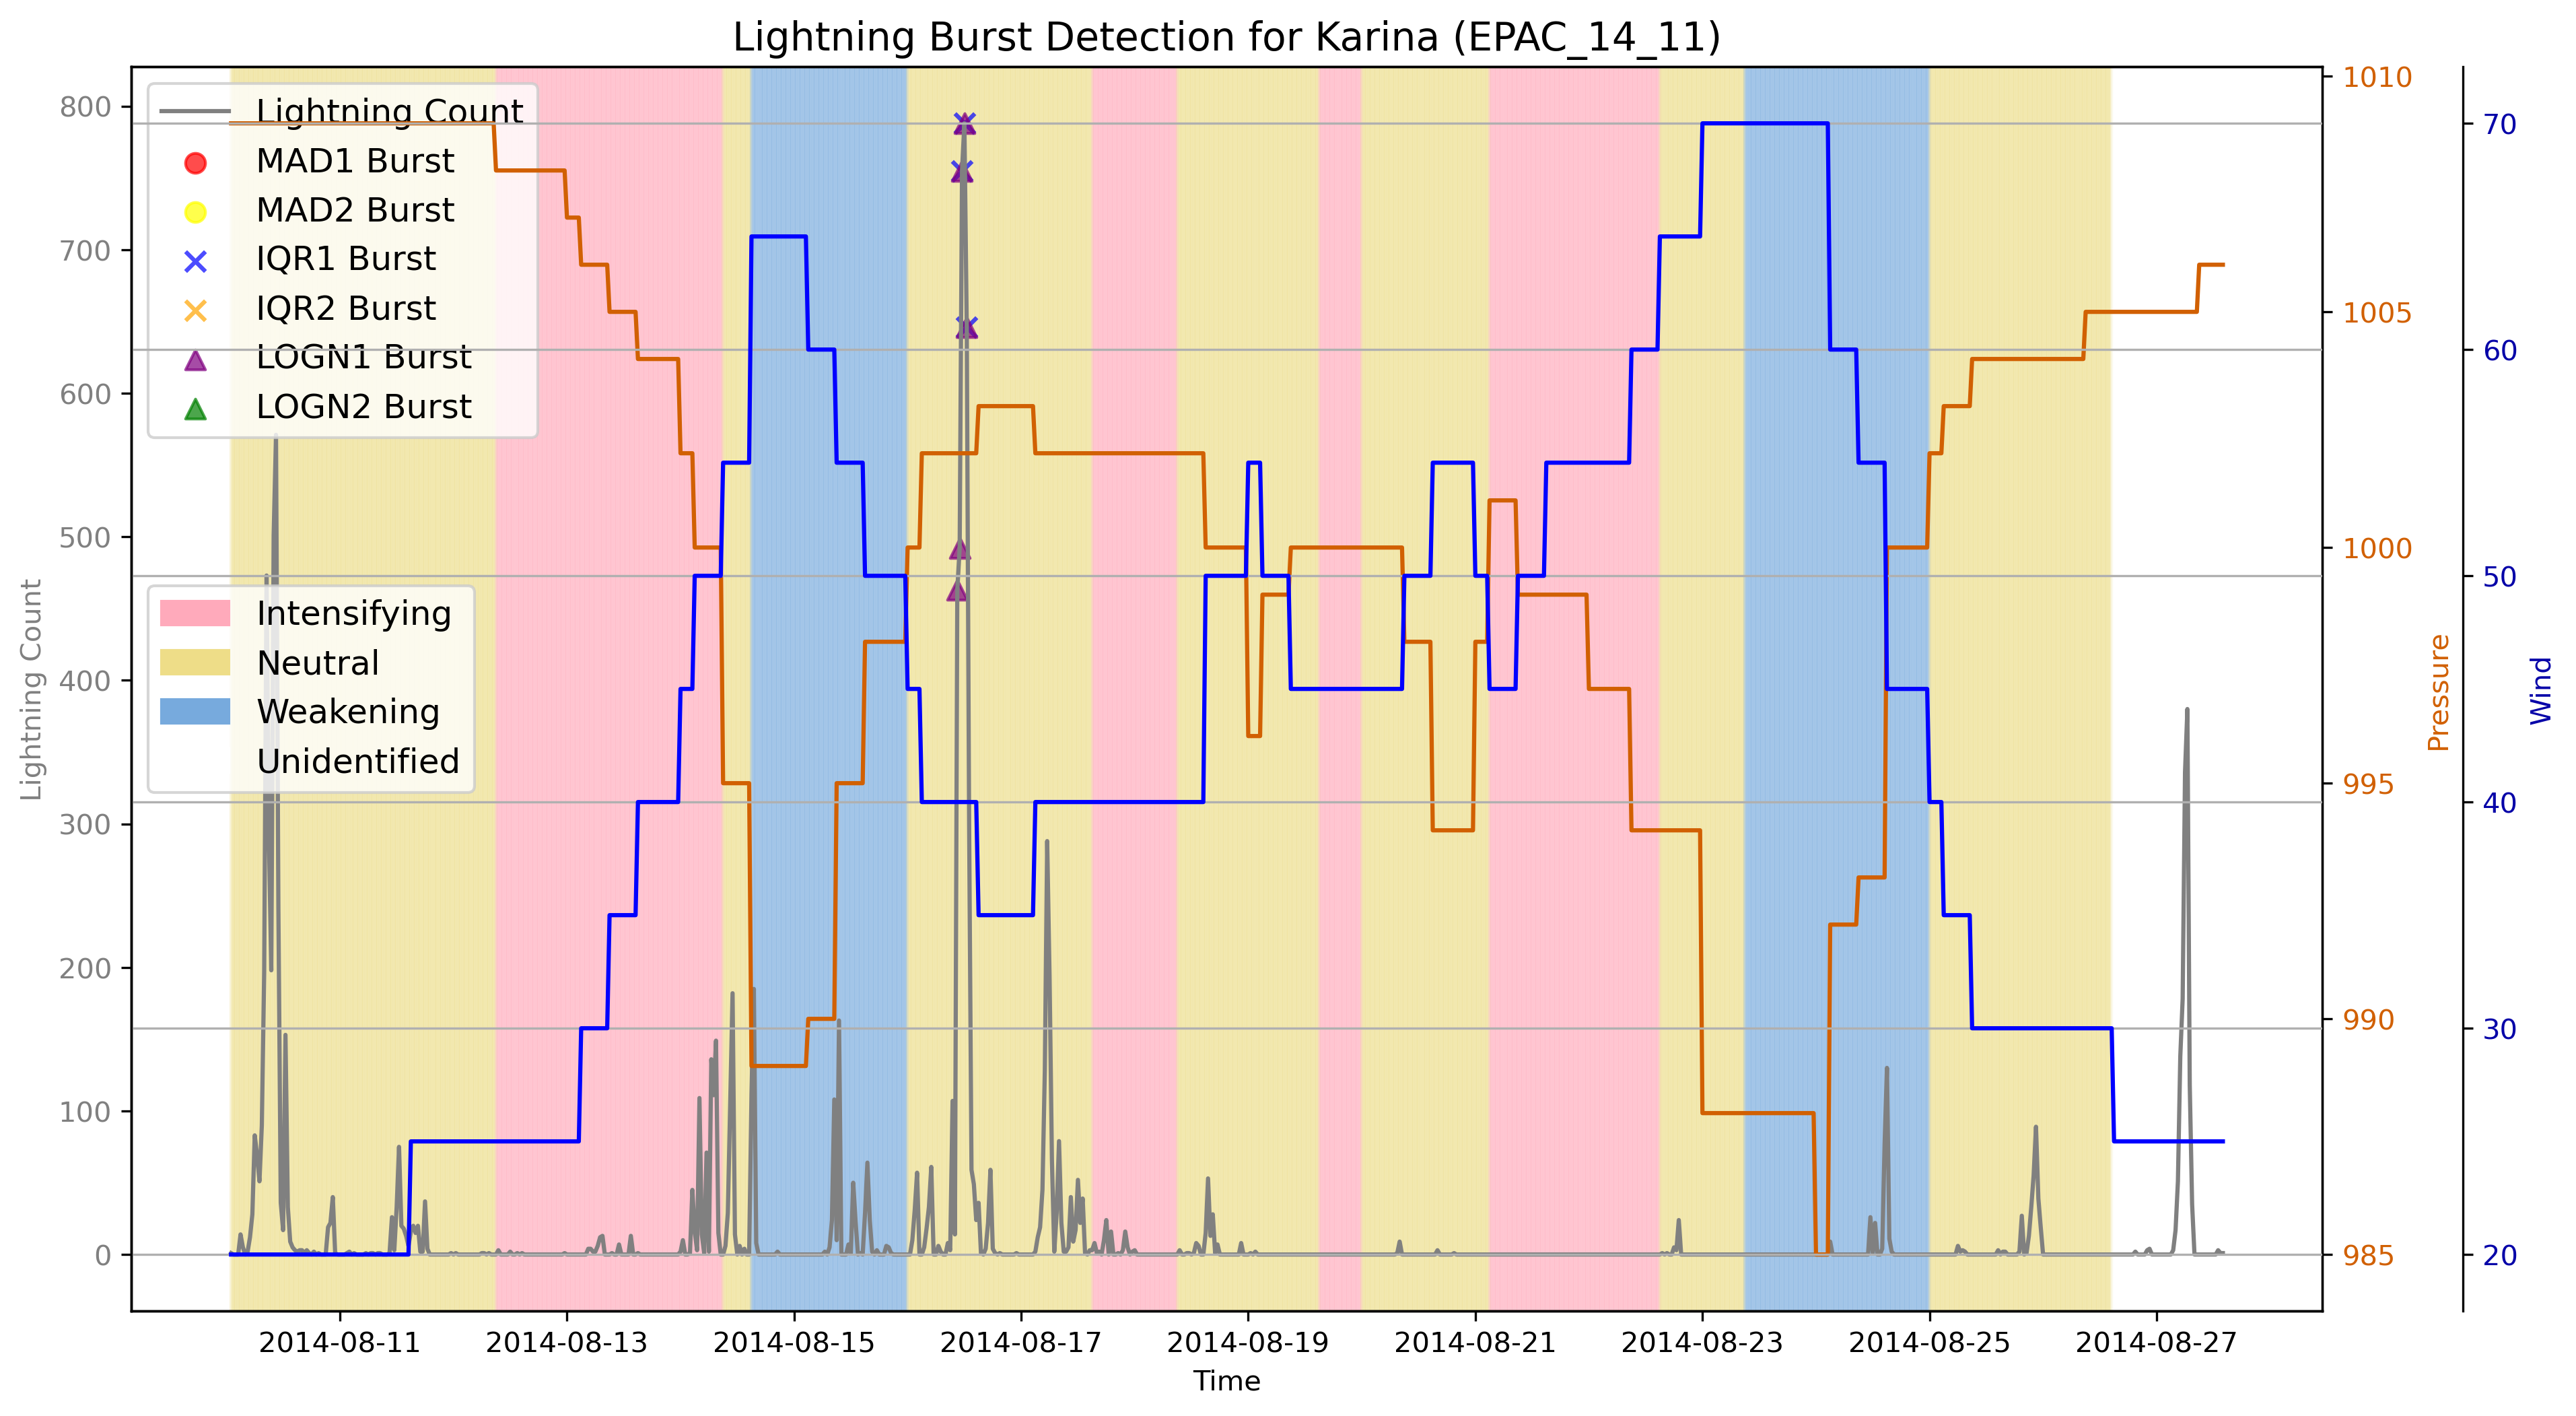 Lightning Burst Detection for Karina (EPAC_14_11)
Lightning Count
MAD1 Burst
MAD2 Burst
IQR1 Burst
IQR2 Burst
LOGN1 Burst
LOGN2 Burst
Intensifying
Neutral
Weakening
Unidentified
Lightning Count
800
700
600
500
400
300
200
100
0
1010
1005
1000
995
990
985
Pressure
70
60
50
40
30
20
Wind
2014-08-11 2014-08-13 2014-08-15 2014-08-17 2014-08-19 2014-08-21 2014-08-23 2014-08-25 2014-08-27
Time